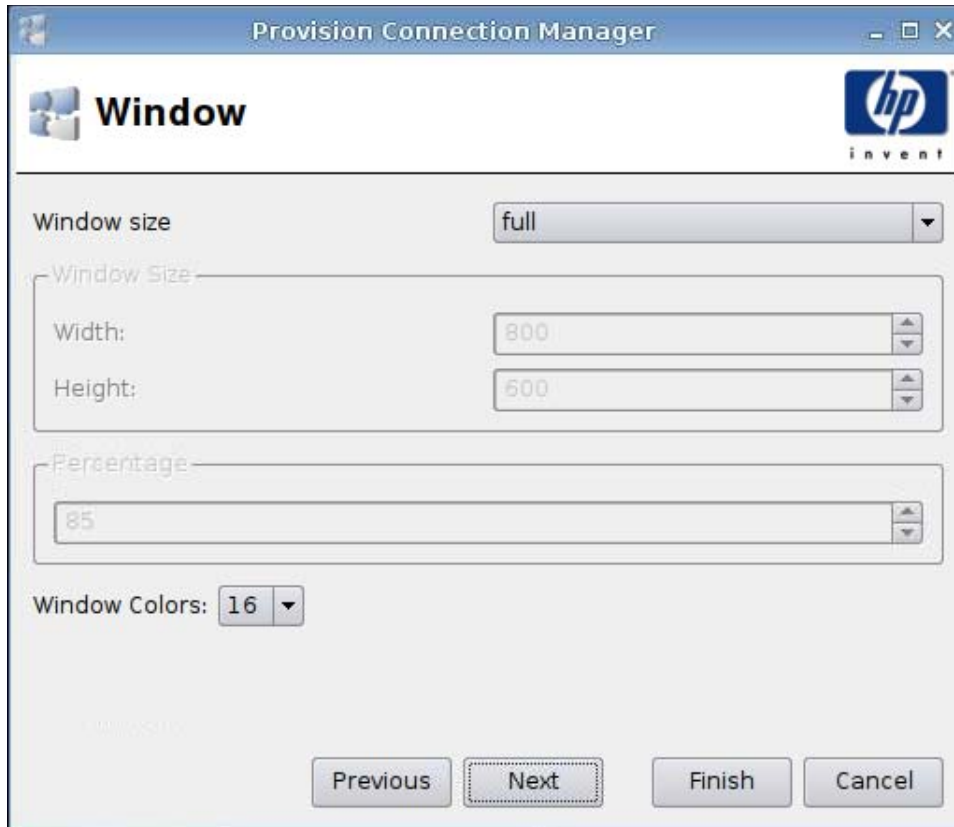 Provision Connection Manager
Window
hp
invent
Window size
full
Window Size
Width:
800
Height:
600
Percentage
85
Window Colors: 16
Previous
Next
Finish
Cancel